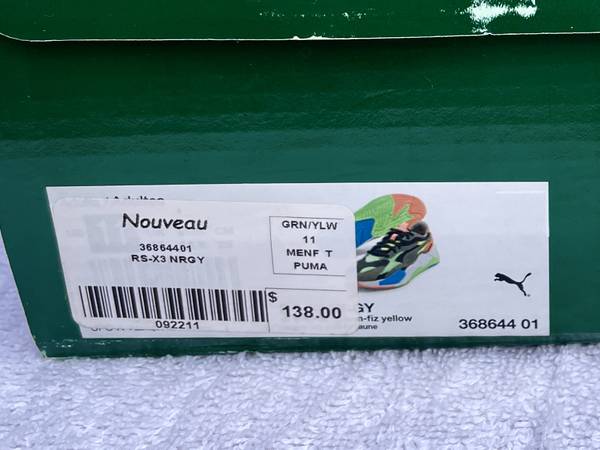 Adultes
Nouveau
36864401
RS-X3 NRGY
GRN/YLW
11
MENF T
PUMA
092211
$ 138.00
GY
n-fiz yellow
aune
368644 01